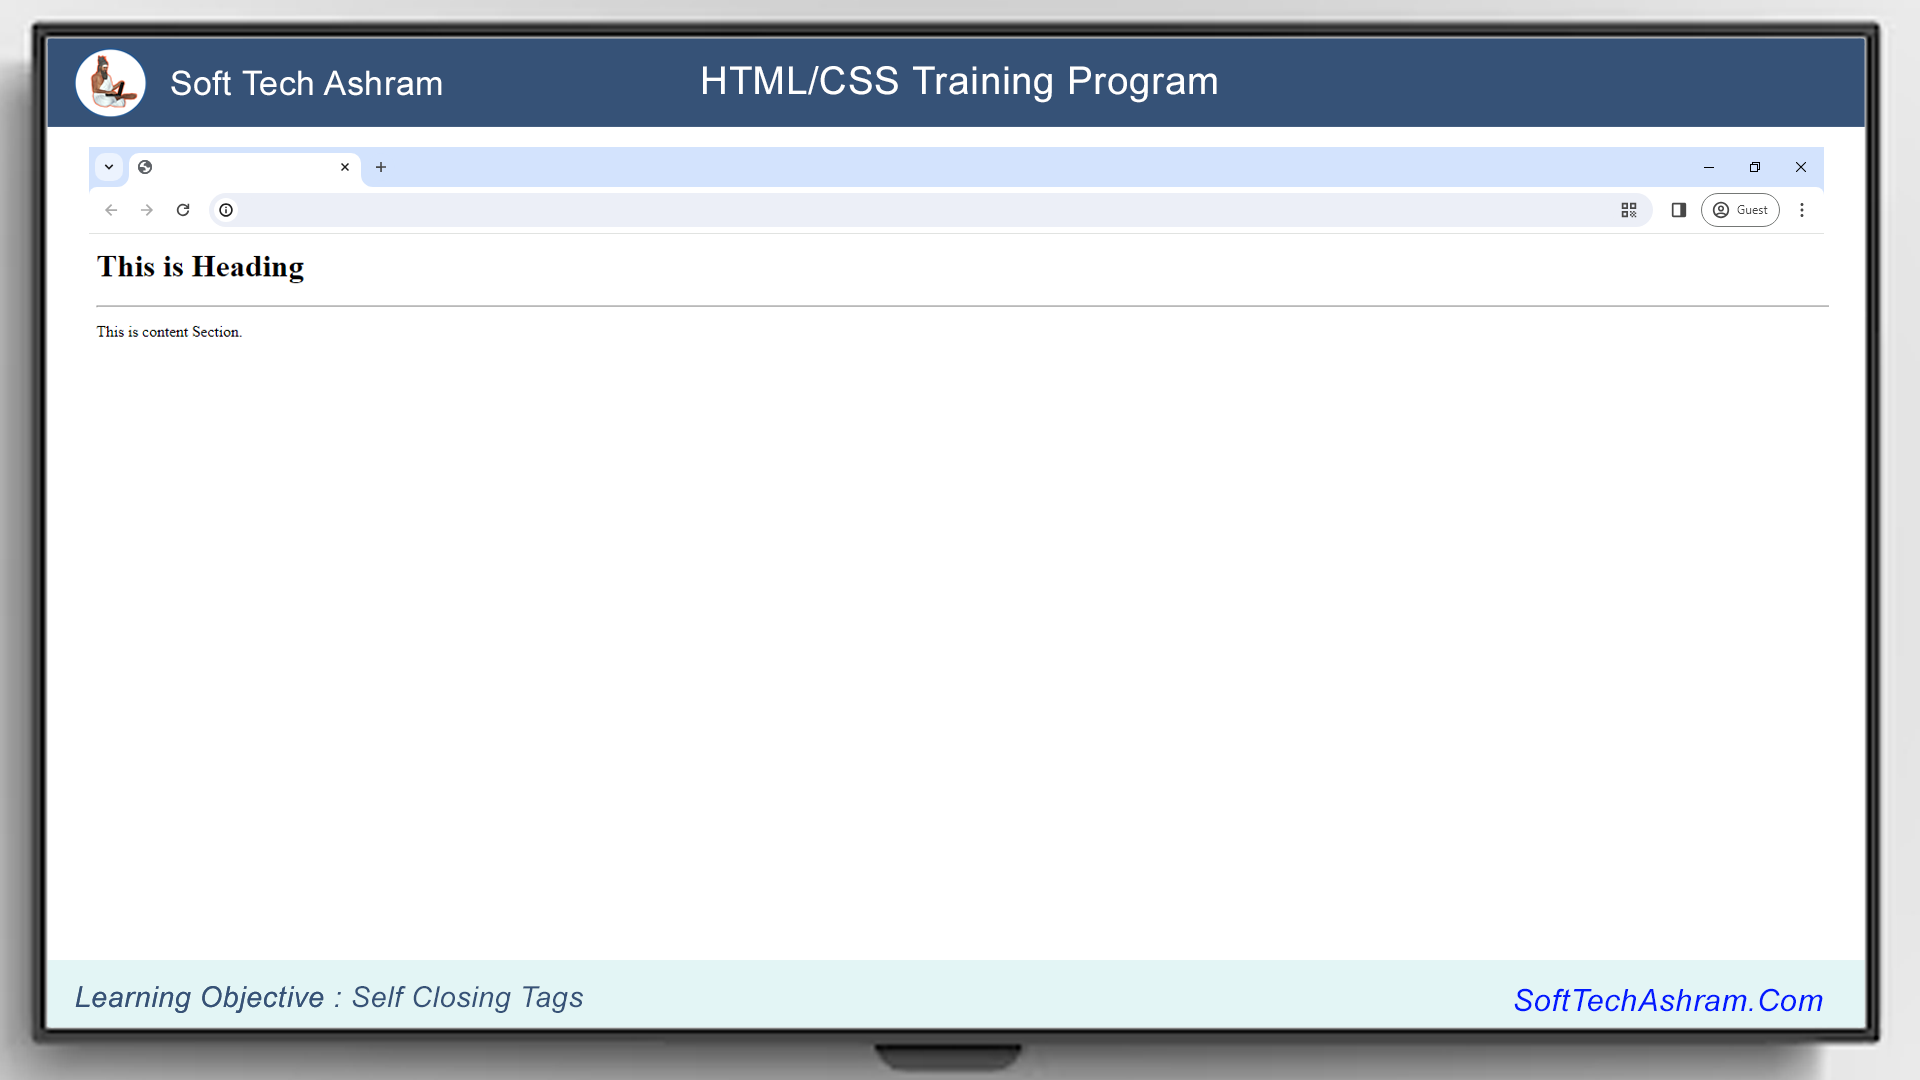 Soft Tech Ashram
HTML/CSS Training Program
Guest
This is Heading
This is content Section.
Learning Objective : Self Closing Tags
SoftTechAshram.Com